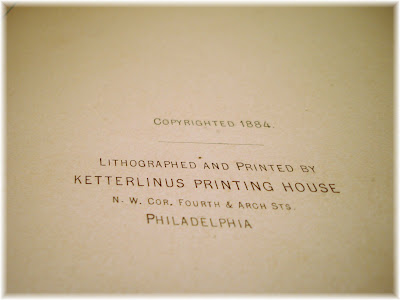 COPYRIGHTED 1884.
LITHOGRAPHED AND PRINTED BY
KETTERLINUS PRINTING HOUSE
N. W. COR. FOURTH & ARCH STS.
PHILADELPHIA